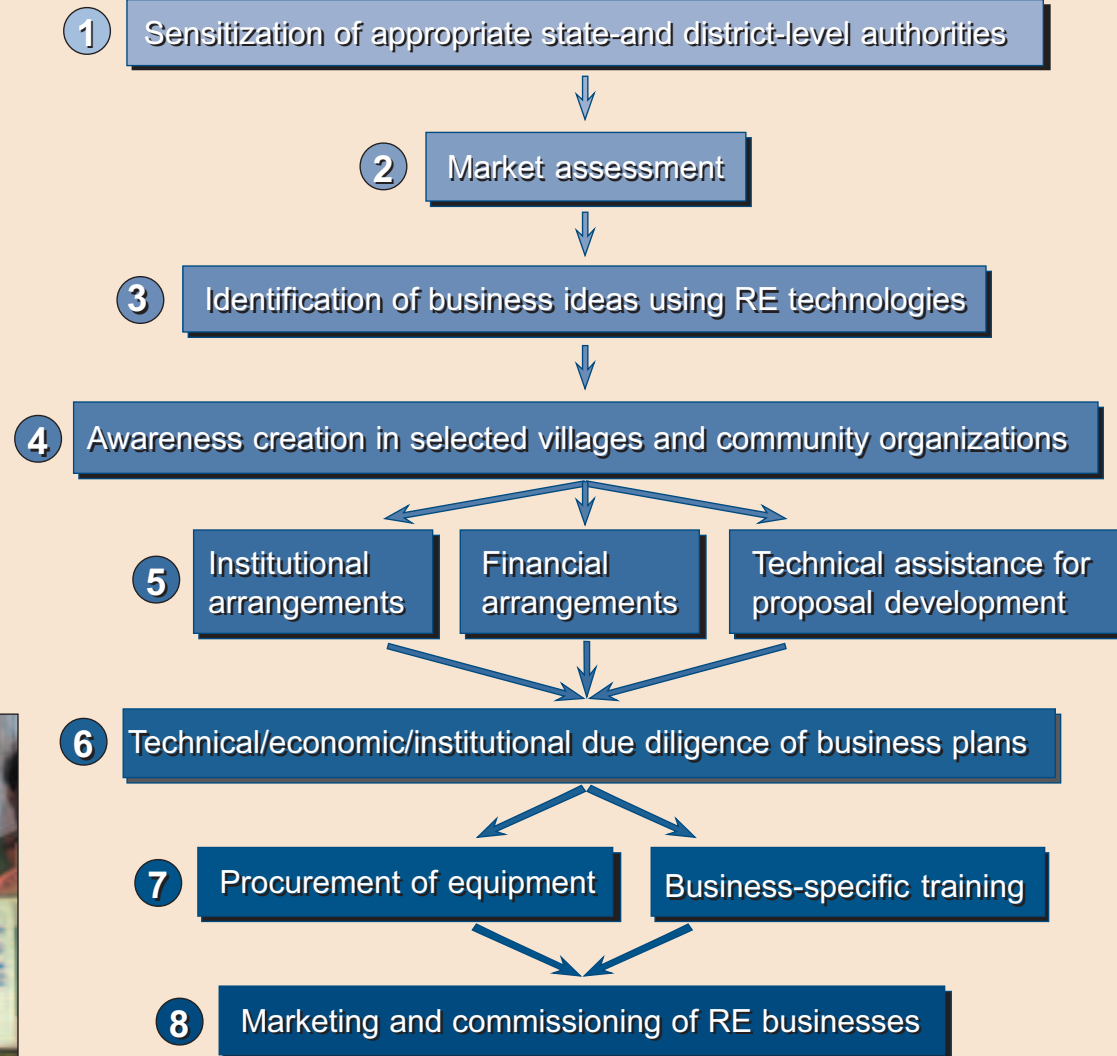 1 Sensitization of appropriate state-and district-level authorities
2 Market assessment
3 Identification of business ideas using RE technologies
4 Awareness creation in selected villages and community organizations
5
Institutional
arrangements
Financial
arrangements
Technical assistance for
proposal development
6 Technical/economic/institutional due diligence of business plans
7 Procurement of equipment
Business-specific training
8 Marketing and commissioning of RE businesses